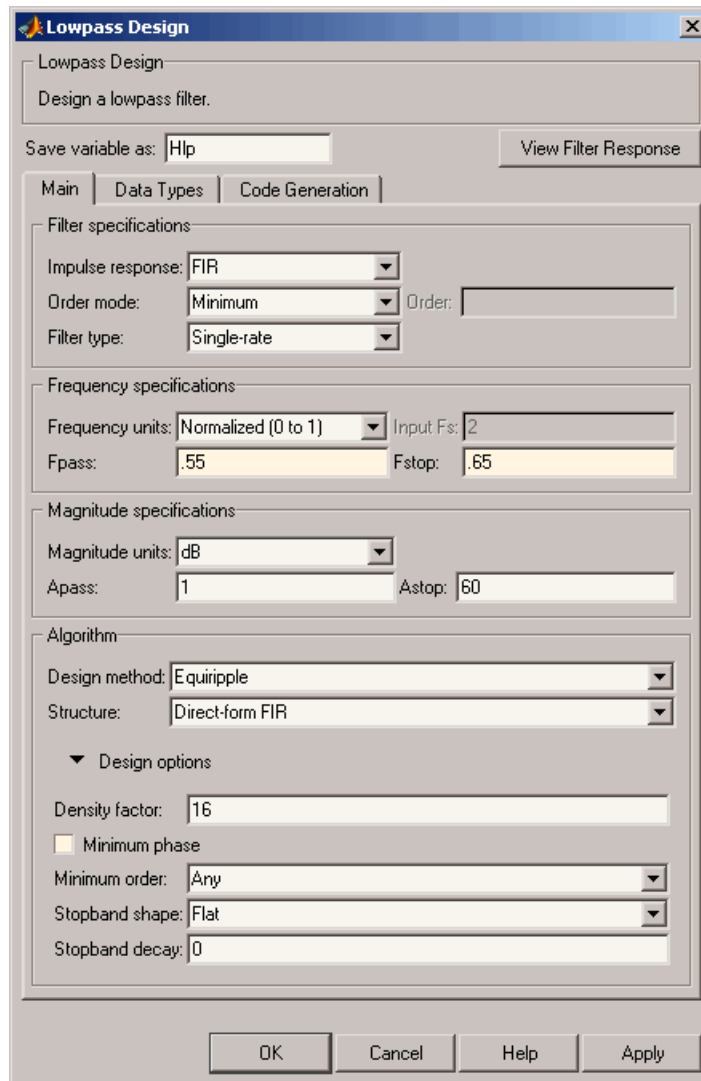 Lowpass Design
Lowpass Design
Design a lowpass filter.
Save variable as: Hlp View Filter Response
Main Data Types Code Generation
Filter specifications
Impulse response: FIR
Order mode: Minimum Order:
Filter type: Single-rate
Frequency specifications
Frequency units: Normalized (0 to 1) Input Fs: 2
Fpass: .55 Fstop: .65
Magnitude specifications
Magnitude units: dB
Apass: 1 Astop: 60
Algorithm
Design method: Equiripple
Structure: Direct-form FIR
Design options
Density factor: 16
Minimum phase
Minimum order: Any
Stopband shape: Flat
Stopband decay: 0
OK Cancel Help Apply